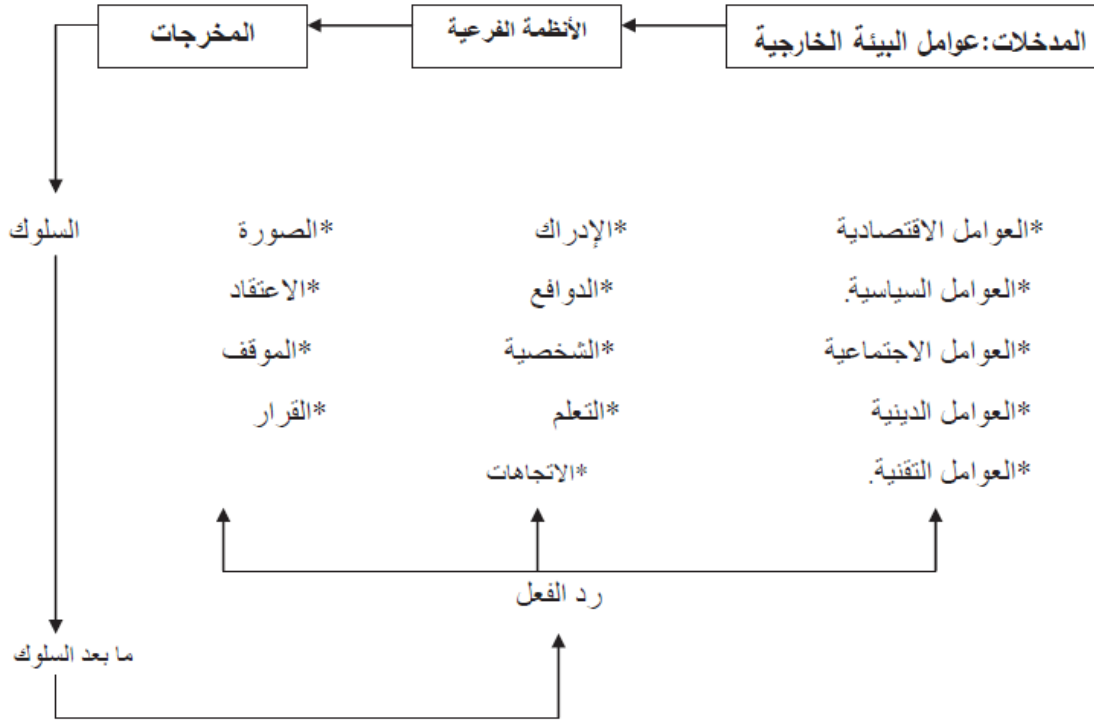 المدخلات:عوامل البيئة الخارجية
الأنظمة الفرعية
المخرجات
*العوامل الاقتصادية
*الإدراك
*الصورة
السلوك
*العوامل السياسية.
*الدوافع
*الاعتقاد
*العوامل الاجتماعية
*الشخصية
*الموقف
*العوامل الدينية
*التعلم
*القرار
*العوامل التقنية.
*الاتجاهات
رد الفعل
ما بعد السلوك